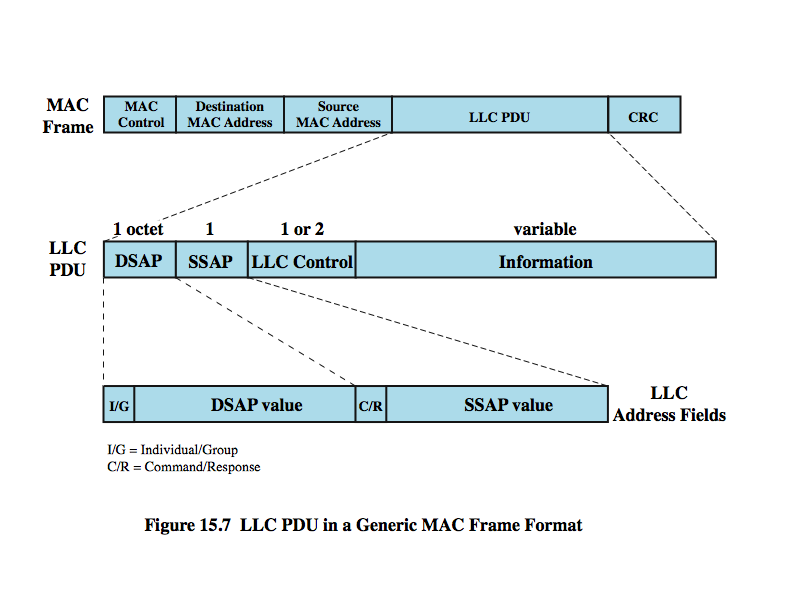 MAC Frame
MAC Control
Destination MAC Address
Source MAC Address
LLC PDU
CRC
1 octet 1 1 or 2 variable
LLC PDU
DSAP SSAP LLC Control Information
I/G DSAP value C/R SSAP value
LLC Address Fields
I/G = Individual/Group
C/R = Command/Response
Figure 15.7 LLC PDU in a Generic MAC Frame Format